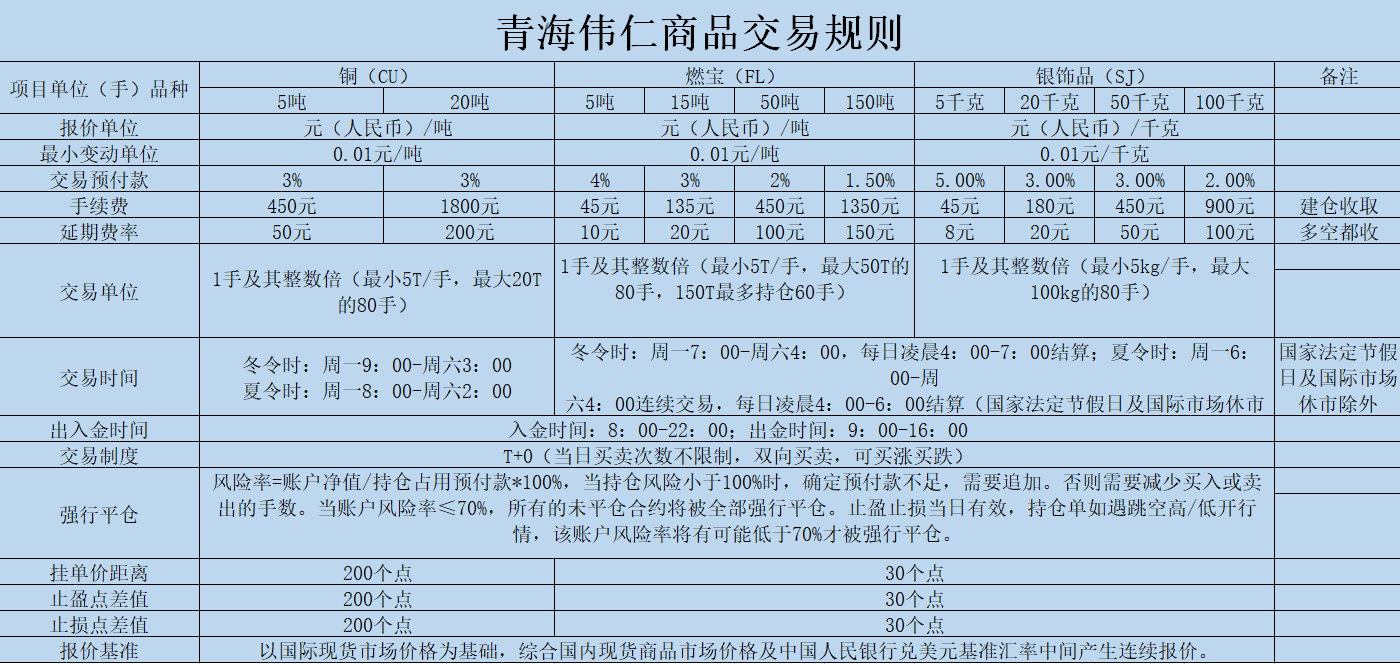 青海伟仁商品交易规则
项目单位（手）品种 铜（CU） 燃宝（FL） 银饰品（SJ） 备注
5吨 20吨 5吨 15吨 50吨 150吨 5千克 20千克 50千克 100千克
报价单位 元（人民币）/吨 元（人民币）/吨 元（人民币）/千克
最小变动单位 0.01元/吨 0.01元/吨 0.01元/千克
交易预付款 3% 3% 4% 3% 2% 1.50% 5.00% 3.00% 3.00% 2.00%
手续费 450元 1800元 45元 135元 450元 1350元 45元 180元 450元 900元 建仓收取
延期费率 50元 200元 10元 20元 100元 150元 8元 20元 50元 100元 多空都收
交易单位
1手及其整数倍（最小5T/手，最大20T
的80手）
1手及其整数倍（最小5T/手，最大50T的
80手，150T最多持仓60手）
1手及其整数倍（最小5kg/手，最大
100kg的80手）
交易时间
冬令时：周一9：00-周六3：00
夏令时：周一8：00-周六2：00
冬令时：周一7：00-周六4：00，每日凌晨4：00-7：00结算；夏令时：周一6：
00-周
六4：00连续交易，每日凌晨4：00-6：00结算（国家法定节假日及国际市场休市
国家法定节假
日及国际市场
休市除外
出入金时间 入金时间：8：00-22：00；出金时间：9：00-16：00
交易制度 T+0（当日买卖次数不限制，双向买卖，可买涨买跌）
强行平仓
风险率=账户净值/持仓占用预付款*100%，当持仓风险小于100%时，确定预付款不足，需要追加。否则需要减少买入或卖
出的手数。当账户风险率≤70%，所有的未平仓合约将被全部强行平仓。止盈止损当日有效，持仓单如遇跳空高/低开行
情，该账户风险率将有可能低于70%才被强行平仓。
挂单价距离 200个点 30个点
止盈点差值 200个点 30个点
止损点差值 200个点 30个点
报价基准 以国际现货市场价格为基础，综合国内现货商品市场价格及中国人民银行兑美元基准汇率中间产生连续报价。